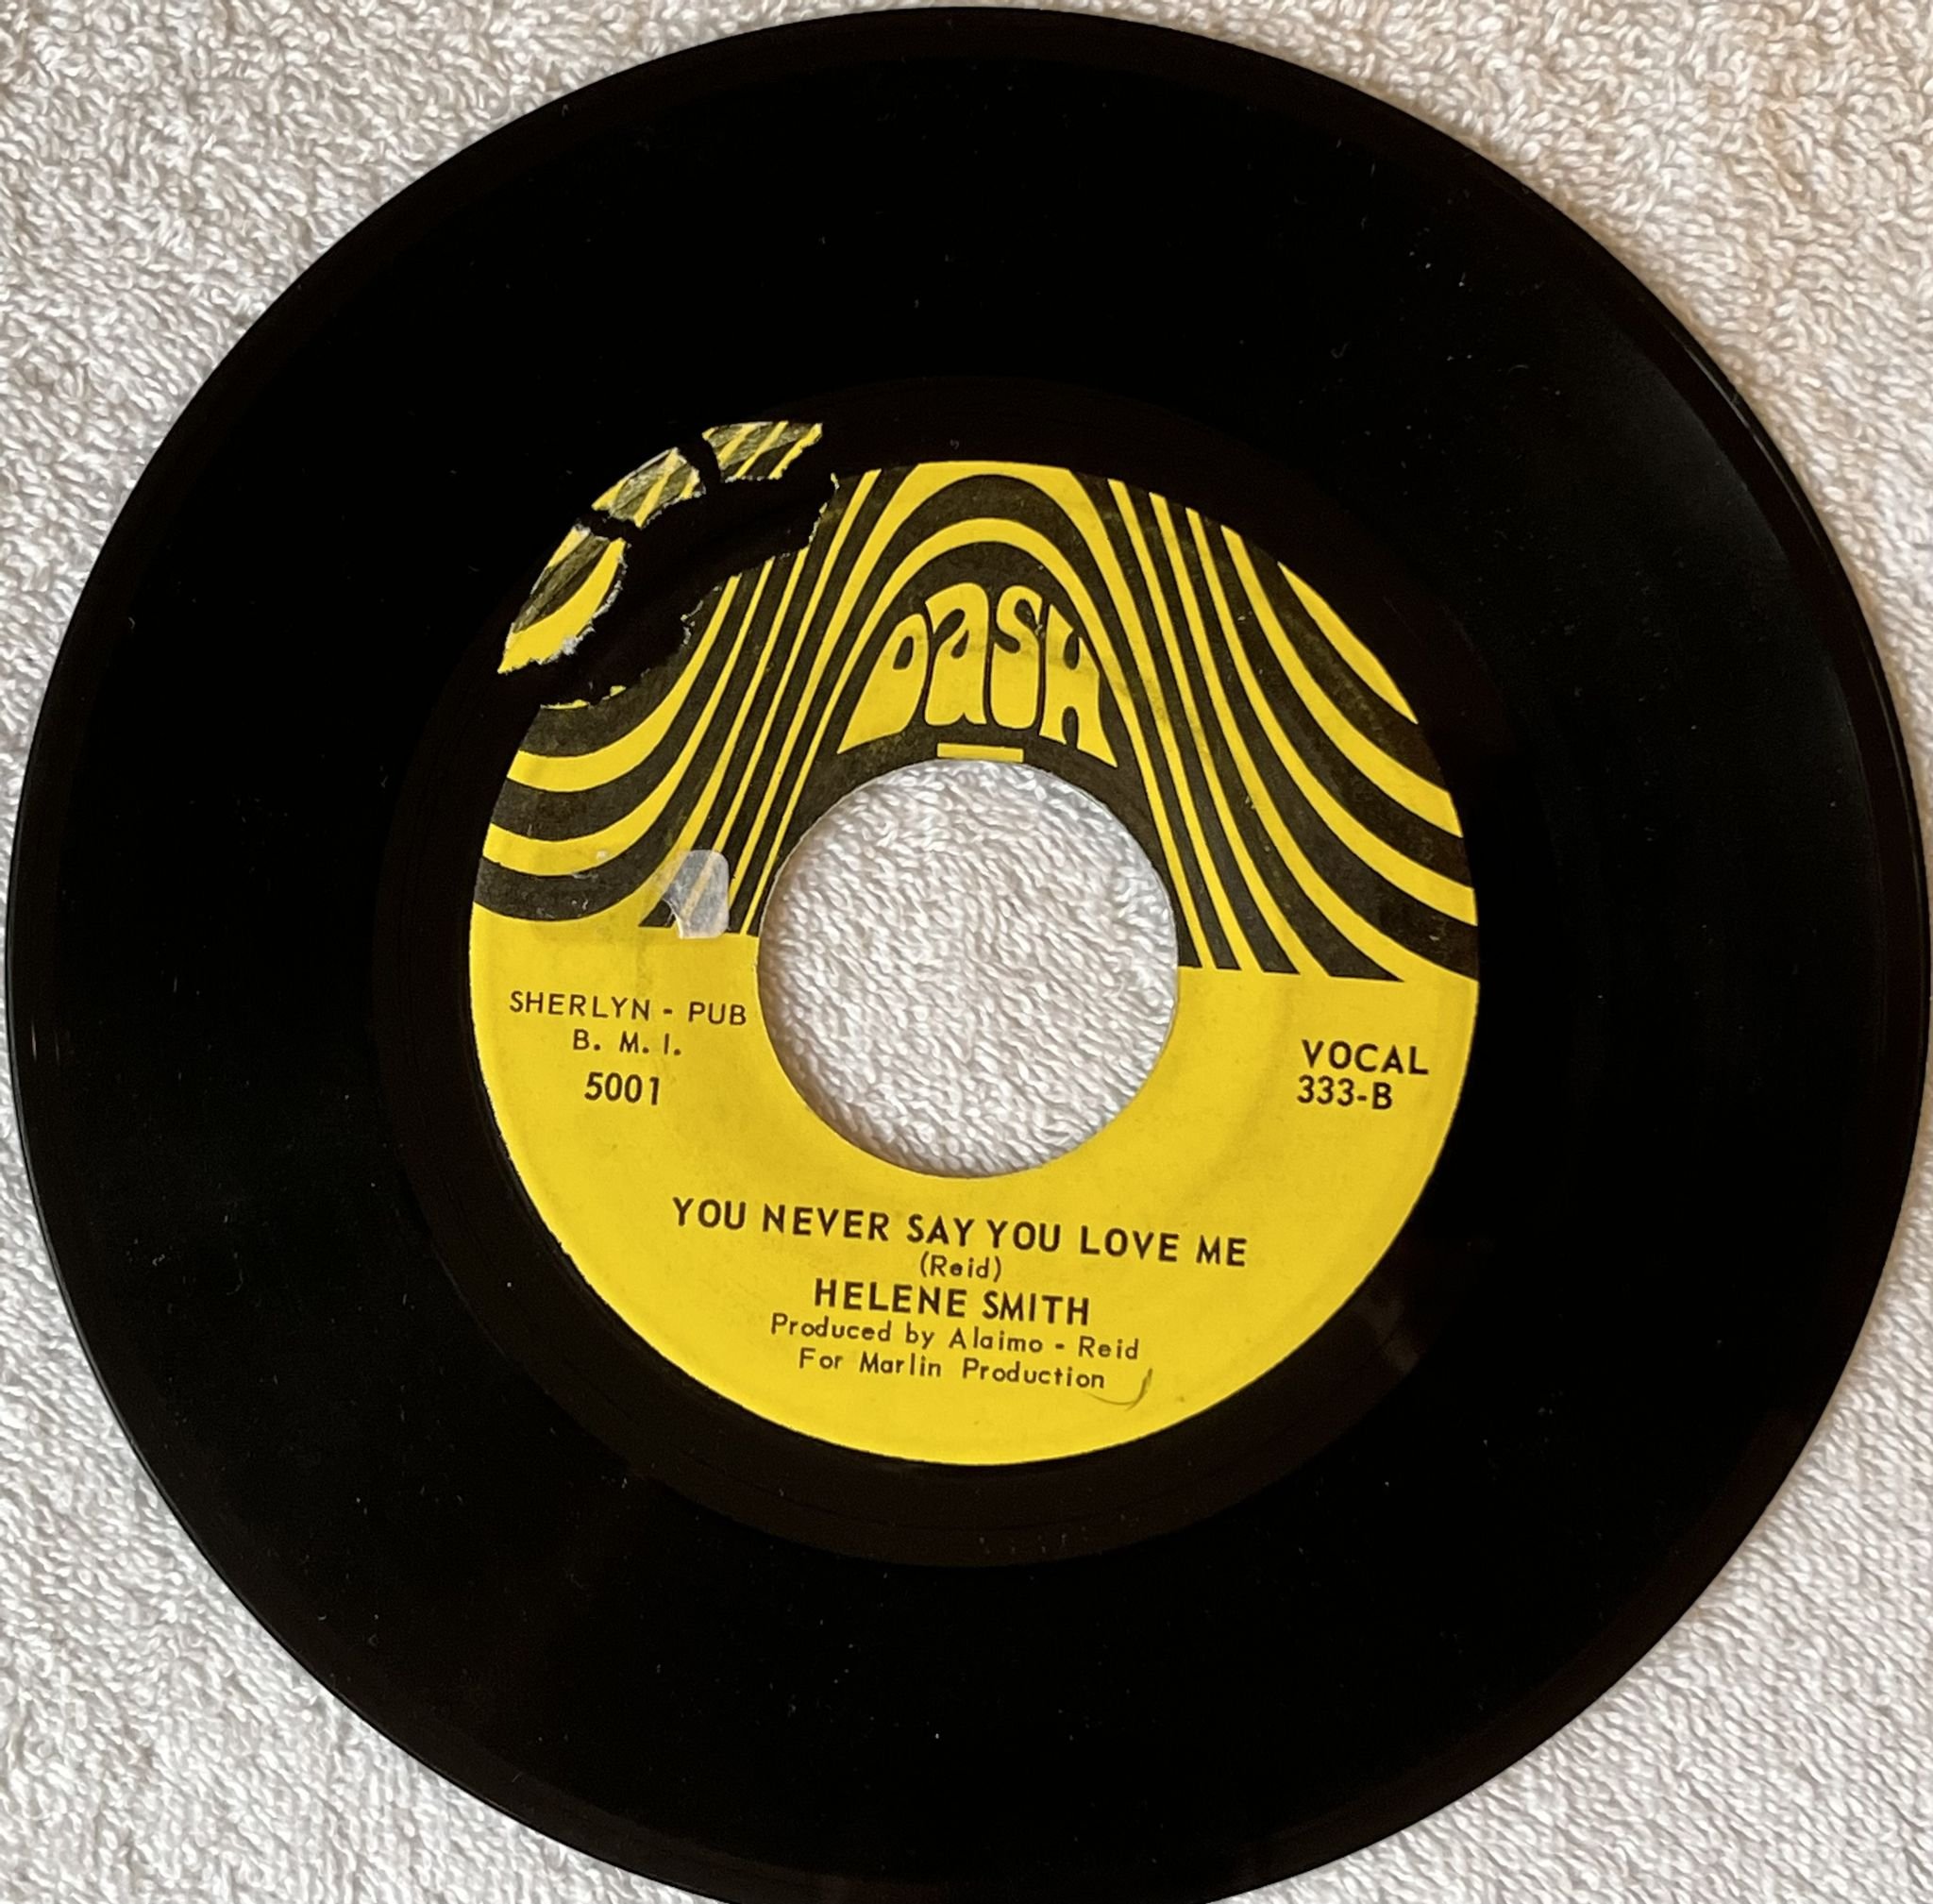 DASH
SHERLYN - PUB
B. M. I.
5001
VOCAL
333-B
YOU NEVER SAY YOU LOVE ME
(Reid)
HELENE SMITH
Produced by Alaimo - Reid
For Marlin Production